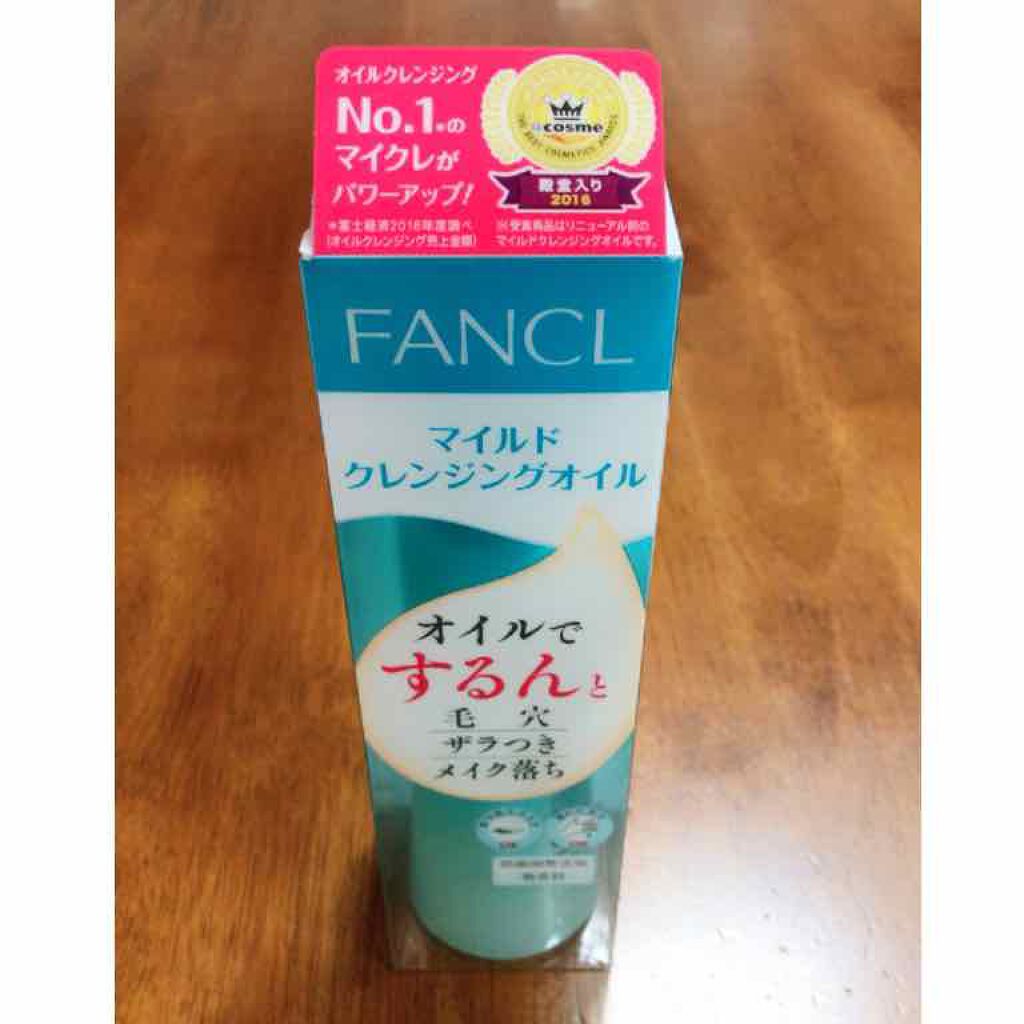 オイルクレンジング
No.1※の
マイクレが
パワーアップ!
@cosme
THE BEST COSMETICS AWARDS
殿堂入り
2016
※富士経済2016年度調べ
(オイルクレンジング売上金額)
※受賞商品はリニューアル前の
マイルドクレンジングオイルです。
FANCL
マイルド
クレンジングオイル
オイルで
するんと
毛穴
ザラつき
メイク落ち